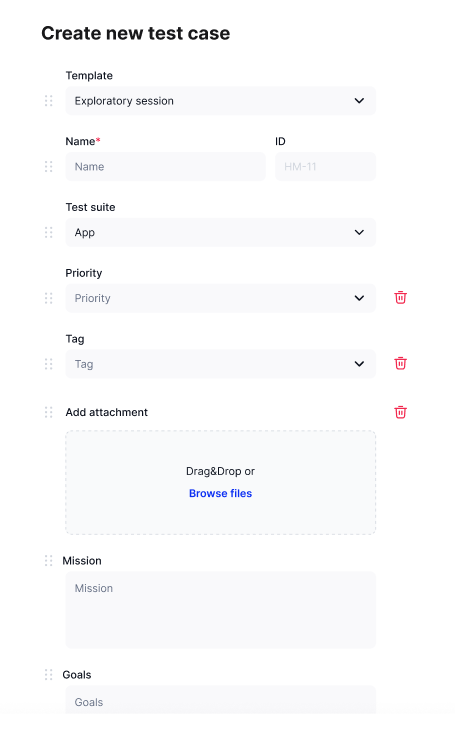 Create new test case
Template
Exploratory session
Name* ID
Name HM-11
Test suite
App
Priority
Priority
Tag
Tag
Add attachment
Drag&Drop or
Browse files
Mission
Mission
Goals
Goals